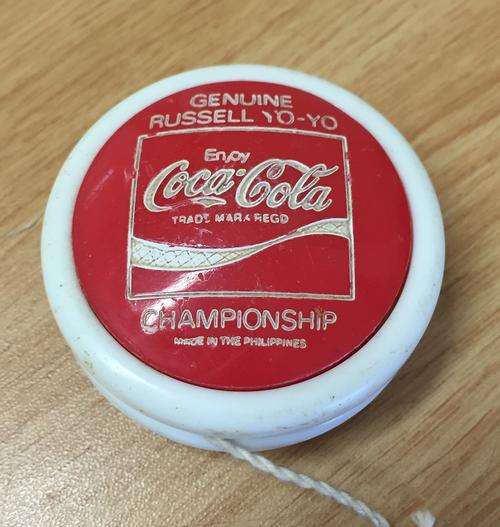 GENUINE
RUSSELL YO-YO
Enjoy
Coca-Cola
TRADE MARK REGD
CHAMPIONSHIP
MADE IN THE PHILIPPINES